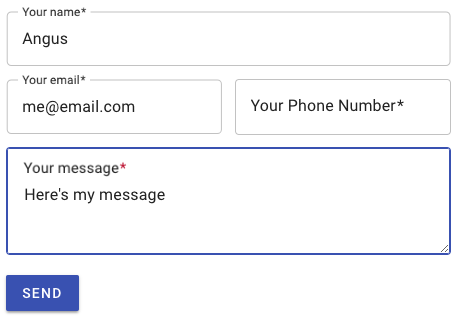 Your name*
Angus
Your email*
me@email.com
Your Phone Number*
Your message*
Here's my message
SEND